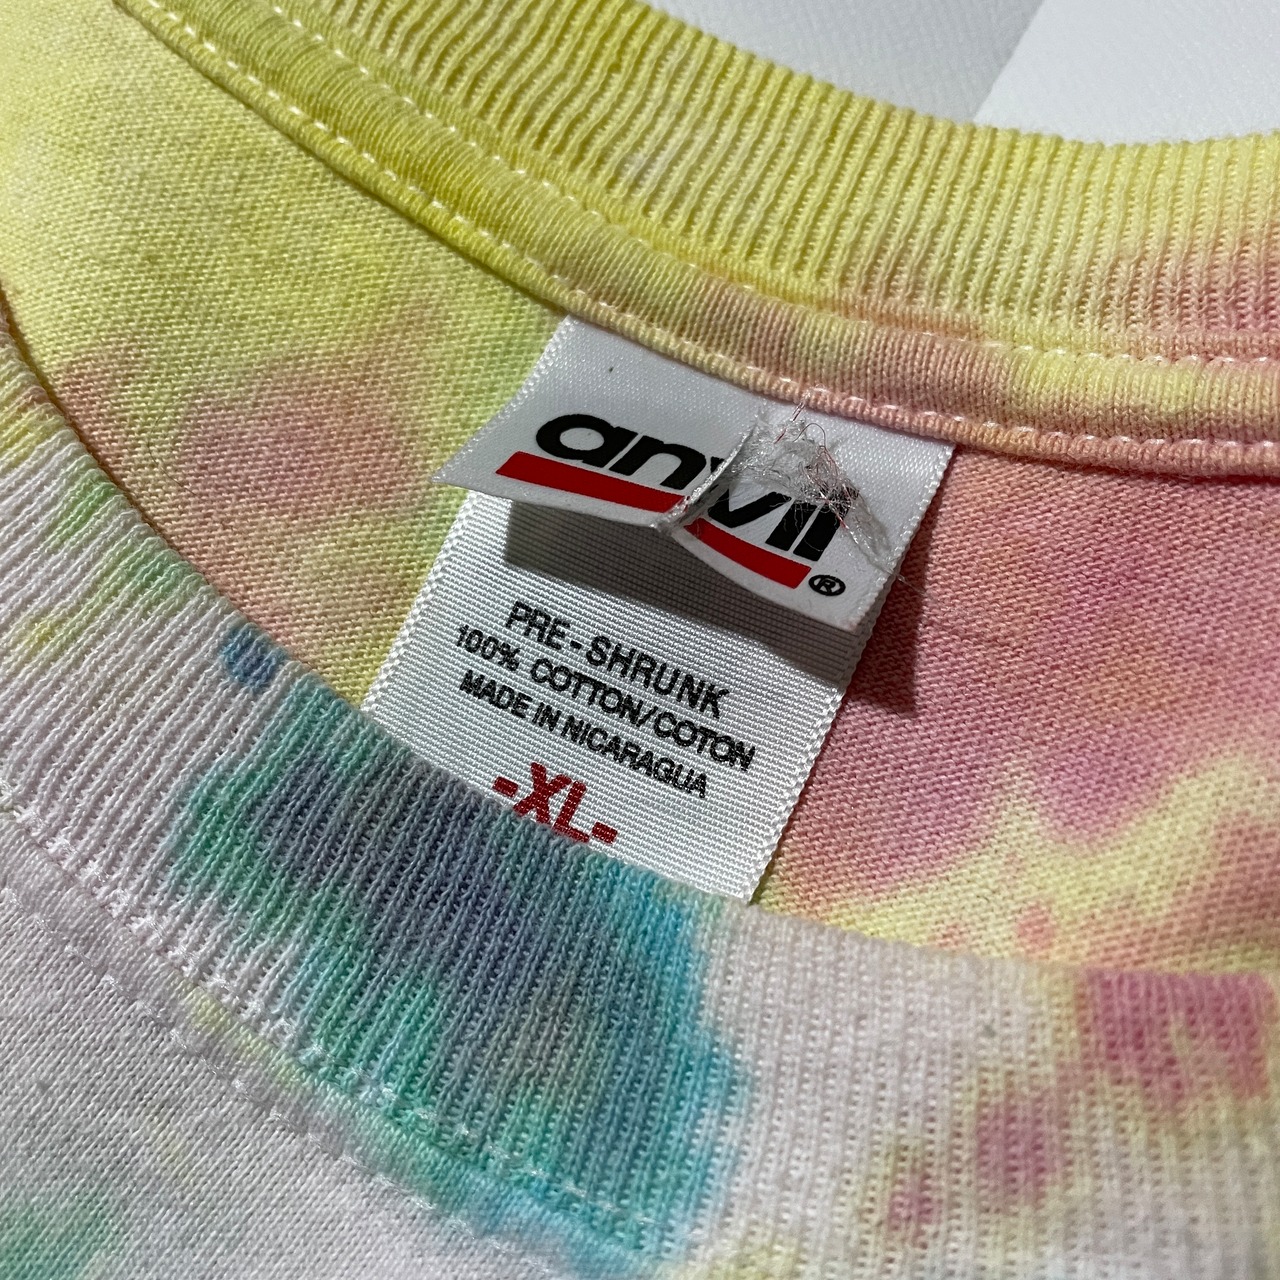 anvil®
PRE-SHRUNK
100% COTTON/COTON
MADE IN NICARAGUA
-XL-